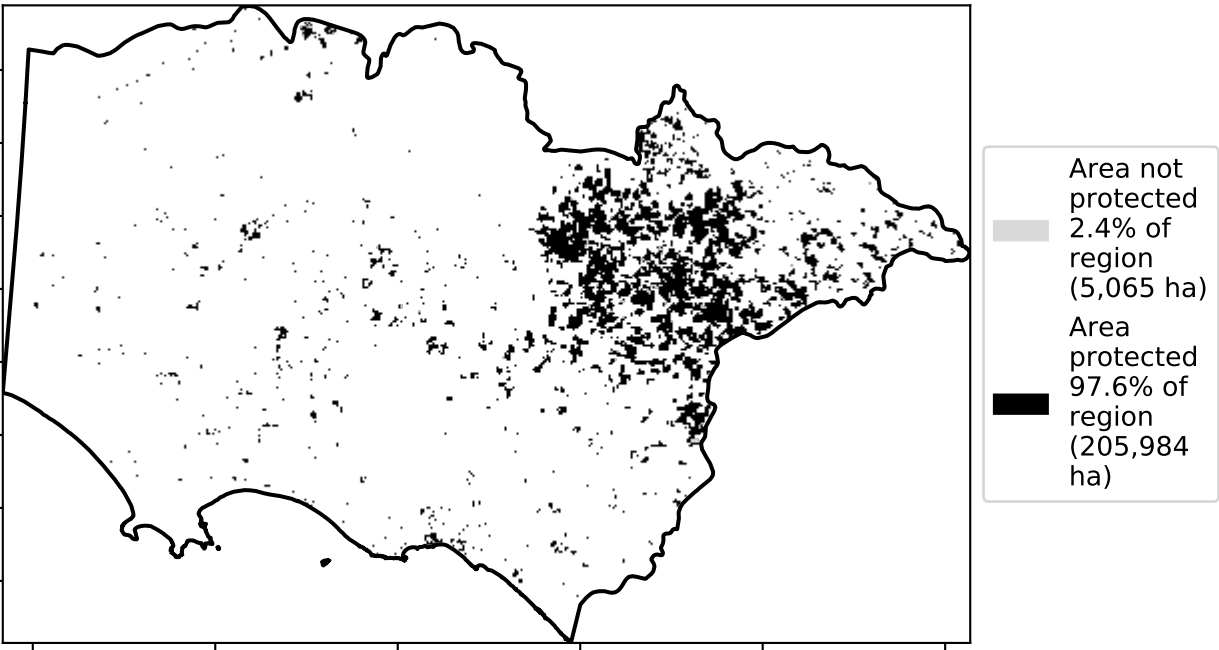 Area not
protected
2.4% of
region
(5,065 ha)
Area
protected
97.6% of
region
(205,984
ha)